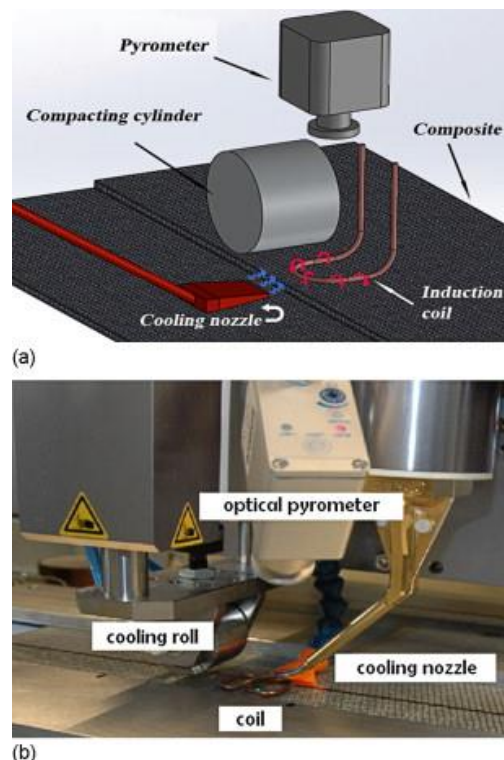 Pyrometer
Compacting cylinder
Composite
Induction
coil
Cooling nozzle
(a)
optical pyrometer
cooling roll
cooling nozzle
coil
(b)